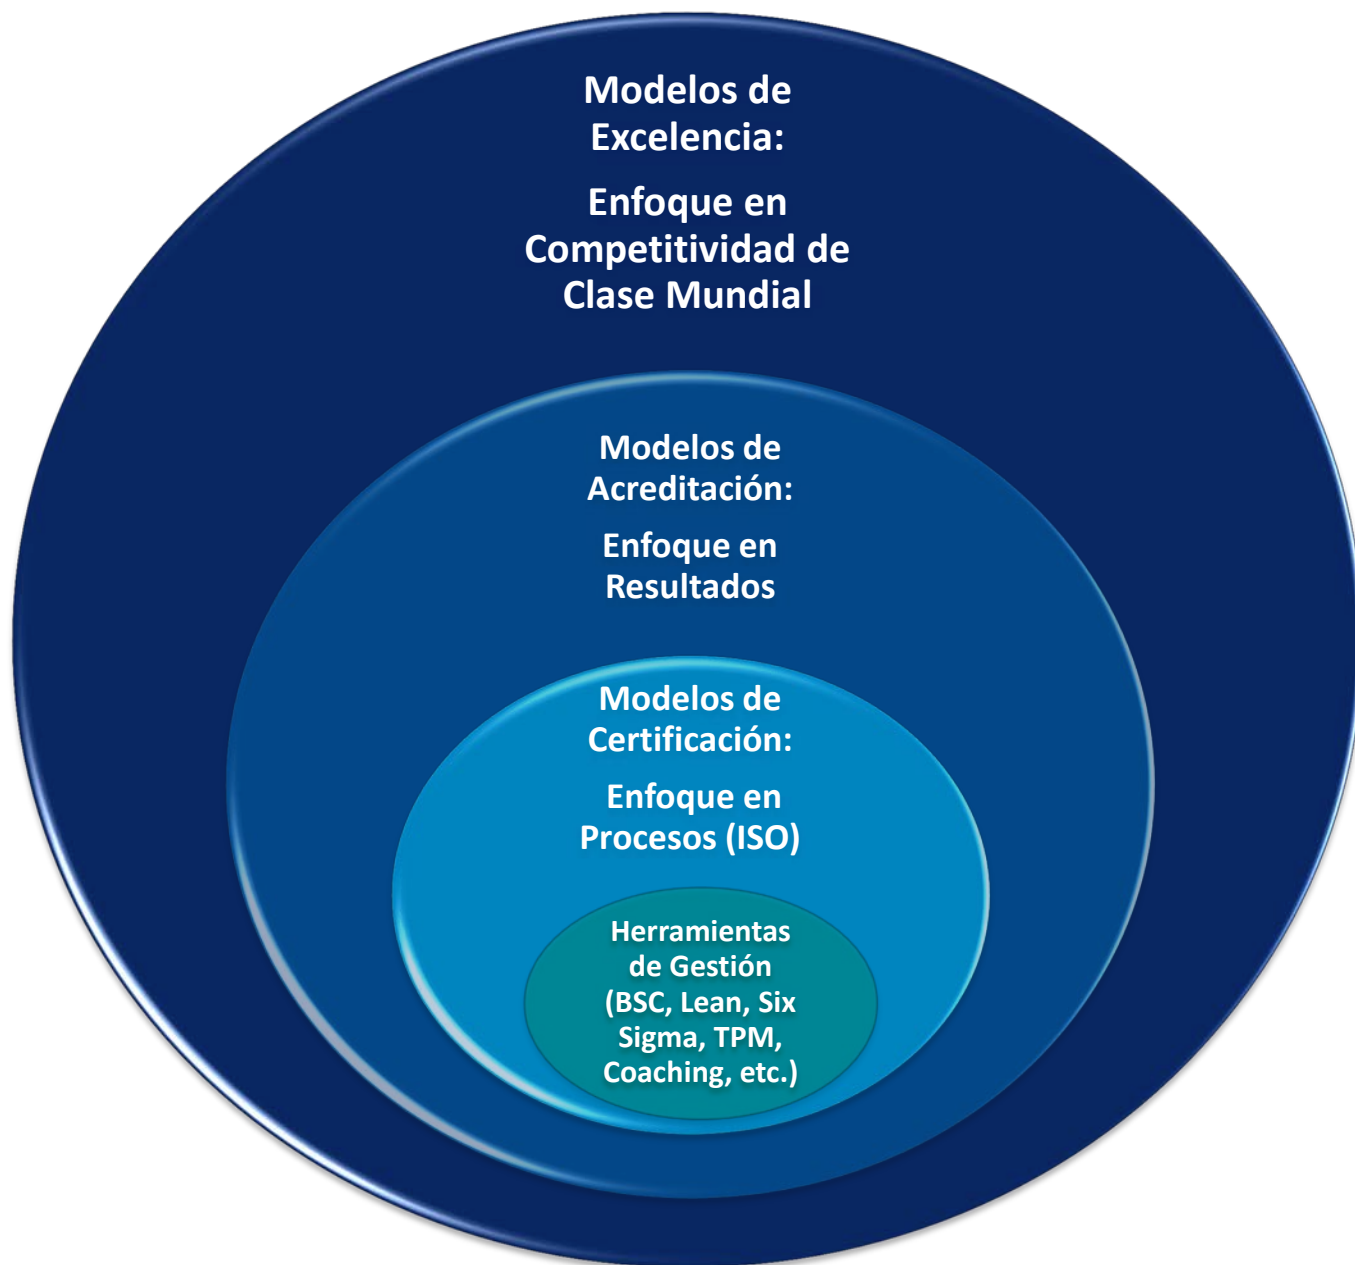 Modelos de
Excelencia:
Enfoque en
Competitividad de
Clase Mundial
Modelos de
Acreditación:
Enfoque en
Resultados
Modelos de
Certificación:
Enfoque en
Procesos (ISO)
Herramientas
de Gestión
(BSC, Lean, Six
Sigma, TPM,
Coaching, etc.)